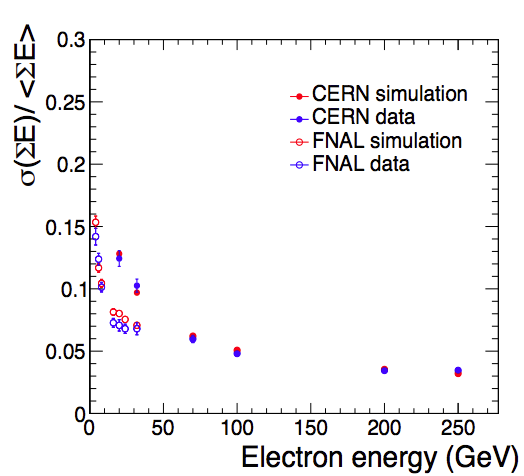 σ(ΣE)/ <ΣE>
0.3
0.25
0.2
0.15
0.1
0.05
0
CERN simulation
CERN data
FNAL simulation
FNAL data
0 50 100 150 200 250
Electron energy (GeV)